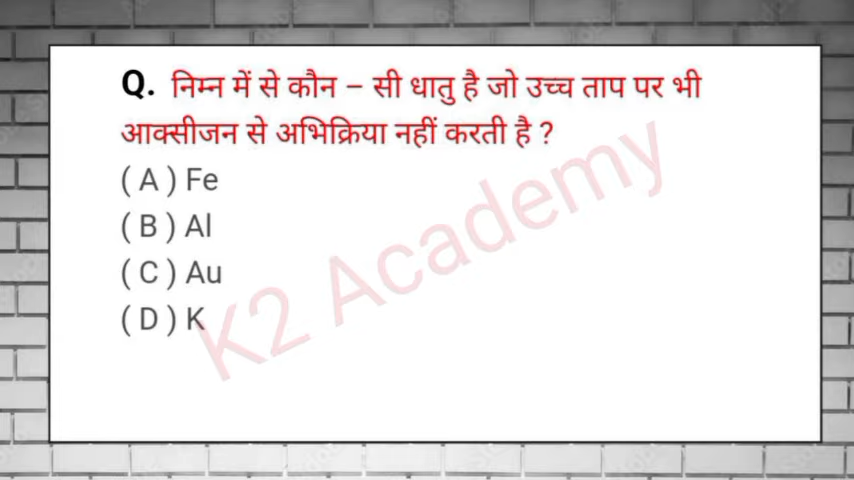 Q. निम्न में से कौन – सी धातु है जो उच्च ताप पर भी
आक्सीजन से अभिक्रिया नहीं करती है ?
( A ) Fe
( B ) Al
( C ) Au
( D ) K
K2 Academy